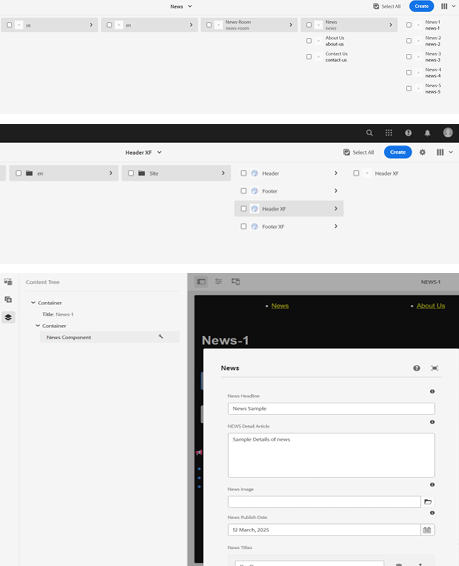 News
Select All
Create
us
en
News-Room
news-room
News
news
News-1
news-1
About Us
about-us
News-2
news-2
Contact Us
contact-us
News-3
news-3
News-4
news-4
News-5
news-5
Header XF
Select All
Create
en
Site
Header
Header XF
Footer
Header XF
Footer XF
Content Tree
NEWS-1
Container
Title: News-1
Container
News Component
News
About Us
News-1
News
News Headline
News Sample
NEWS Detail Article
Sample Details of news
News Image
News Publish Date
12 March, 2025
News Titles